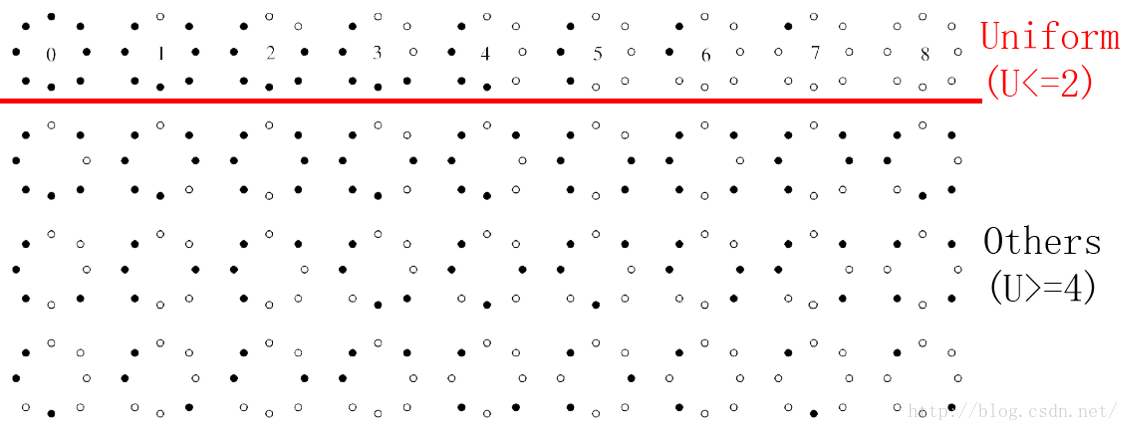 0 1 2 3 4 5 6 7 8
Uniform
(U<=2)
Others
(U>=4)
http://blog.csdn.net/